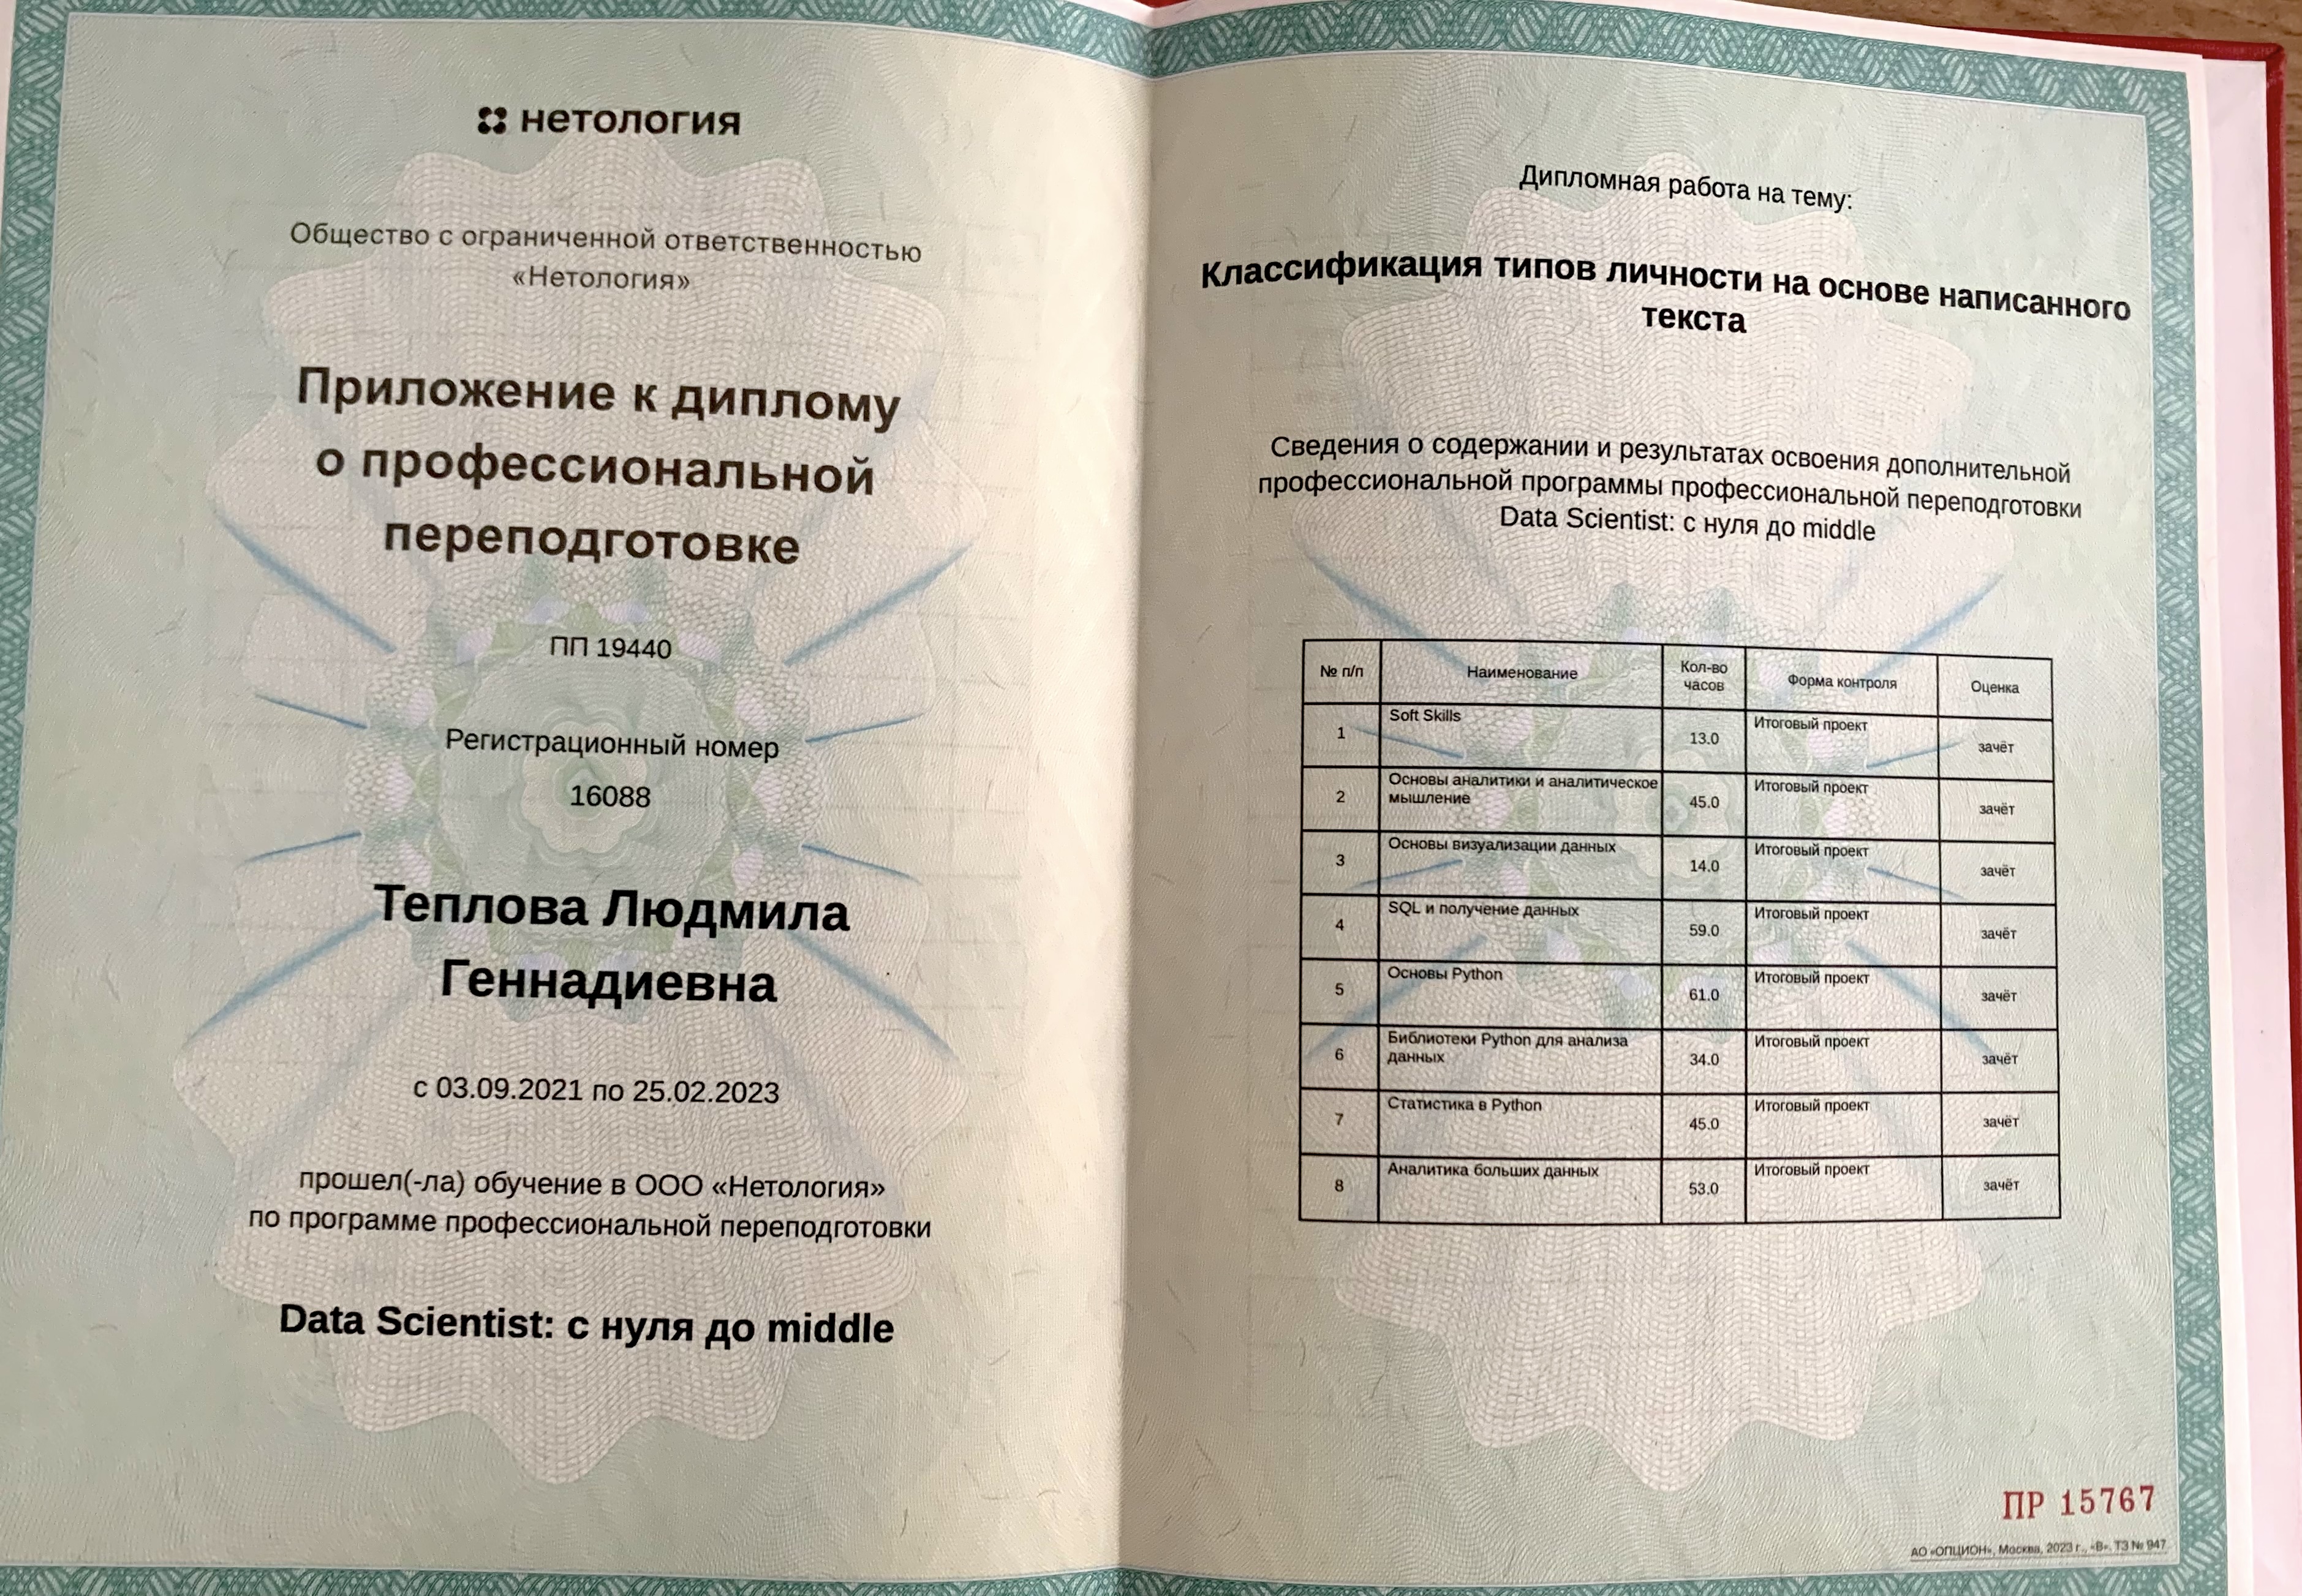 нетология
Общество с ограниченной ответственностью
«Нетология»
Приложение к диплому
о профессиональной
переподготовке
ПП 19440
Регистрационный номер
16088
Теплова Людмила
Геннадиевна
с 03.09.2021 по 25.02.2023
прошел(-ла) обучение в ООО «Нетология»
по программе профессиональной переподготовки
Data Scientist: с нуля до middle
Дипломная работа на тему:
Классификация типов личности на основе написанного
текста
Сведения о содержании и результатах освоения дополнительной
профессиональной программы профессиональной переподготовки
Data Scientist: с нуля до middle
№ п/п Наименование Кол-во часов Форма контроля Оценка
1 Soft Skills 13.0 Итоговый проект зачёт
2 Основы аналитики и аналитическое мышление 45.0 Итоговый проект зачёт
3 Основы визуализации данных 14.0 Итоговый проект зачёт
4 SQL и получение данных 59.0 Итоговый проект зачёт
5 Основы Python 61.0 Итоговый проект зачёт
6 Библиотеки Python для анализа данных 34.0 Итоговый проект зачёт
7 Статистика в Python 45.0 Итоговый проект зачёт
8 Аналитика больших данных 53.0 Итоговый проект зачёт
ПР 15767
АО «ОПЦИОН», Москва, 2023 г., «В». ТЗ № 947